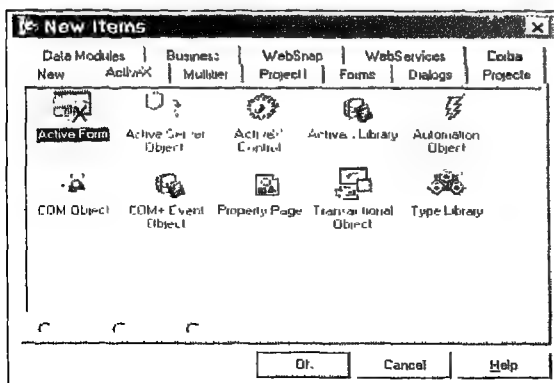 New Items
Data Modules Business WebSnap WebServices Corba
New ActiveX Multitier Project1 Forms Dialogs Projects
Active Form Active Server Object ActiveX Control ActiveX Library Automation Object
COM Object COM+ Event Object Property Page Transactional Object Type Library
OK Cancel Help